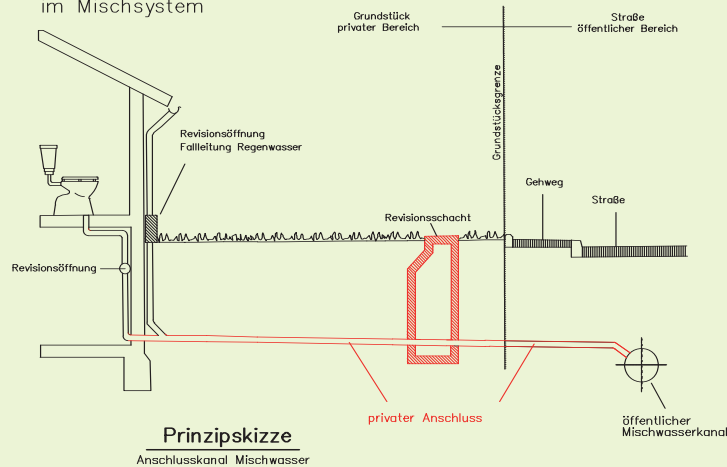 im Mischsystem
Grundstück
privater Bereich
Straße
öffentlicher Bereich
Grundstücksgrenze
Revisionsöffnung
Fallleitung Regenwasser
Gehweg
Straße
Revisionsschacht
Revisionsöffnung
privater Anschluss
öffentlicher
Mischwasserkanal
Prinzipskizze
Anschlusskanal Mischwasser